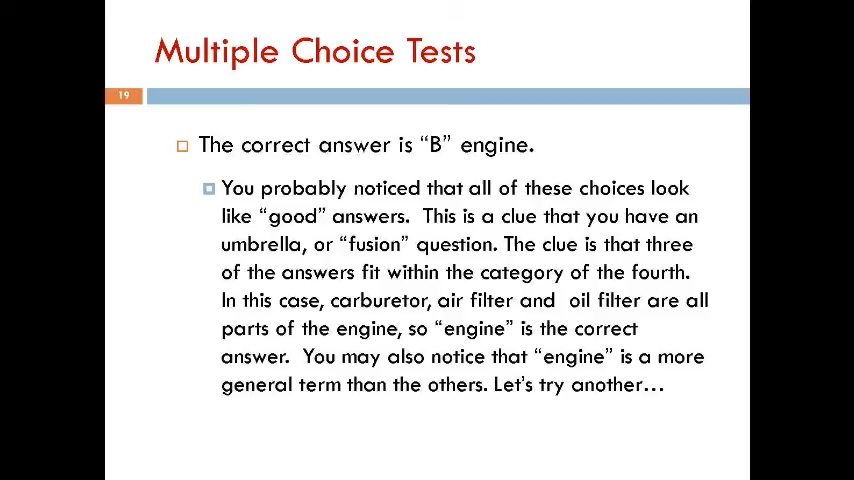 Multiple Choice Tests
19
The correct answer is “B” engine.
You probably noticed that all of these choices look
like “good” answers.  This is a clue that you have an
umbrella, or “fusion” question. The clue is that three
of the answers fit within the category of the fourth.
In this case, carburetor, air filter and  oil filter are all
parts of the engine, so “engine” is the correct
answer.  You may also notice that “engine” is a more
general term than the others. Let’s try another…